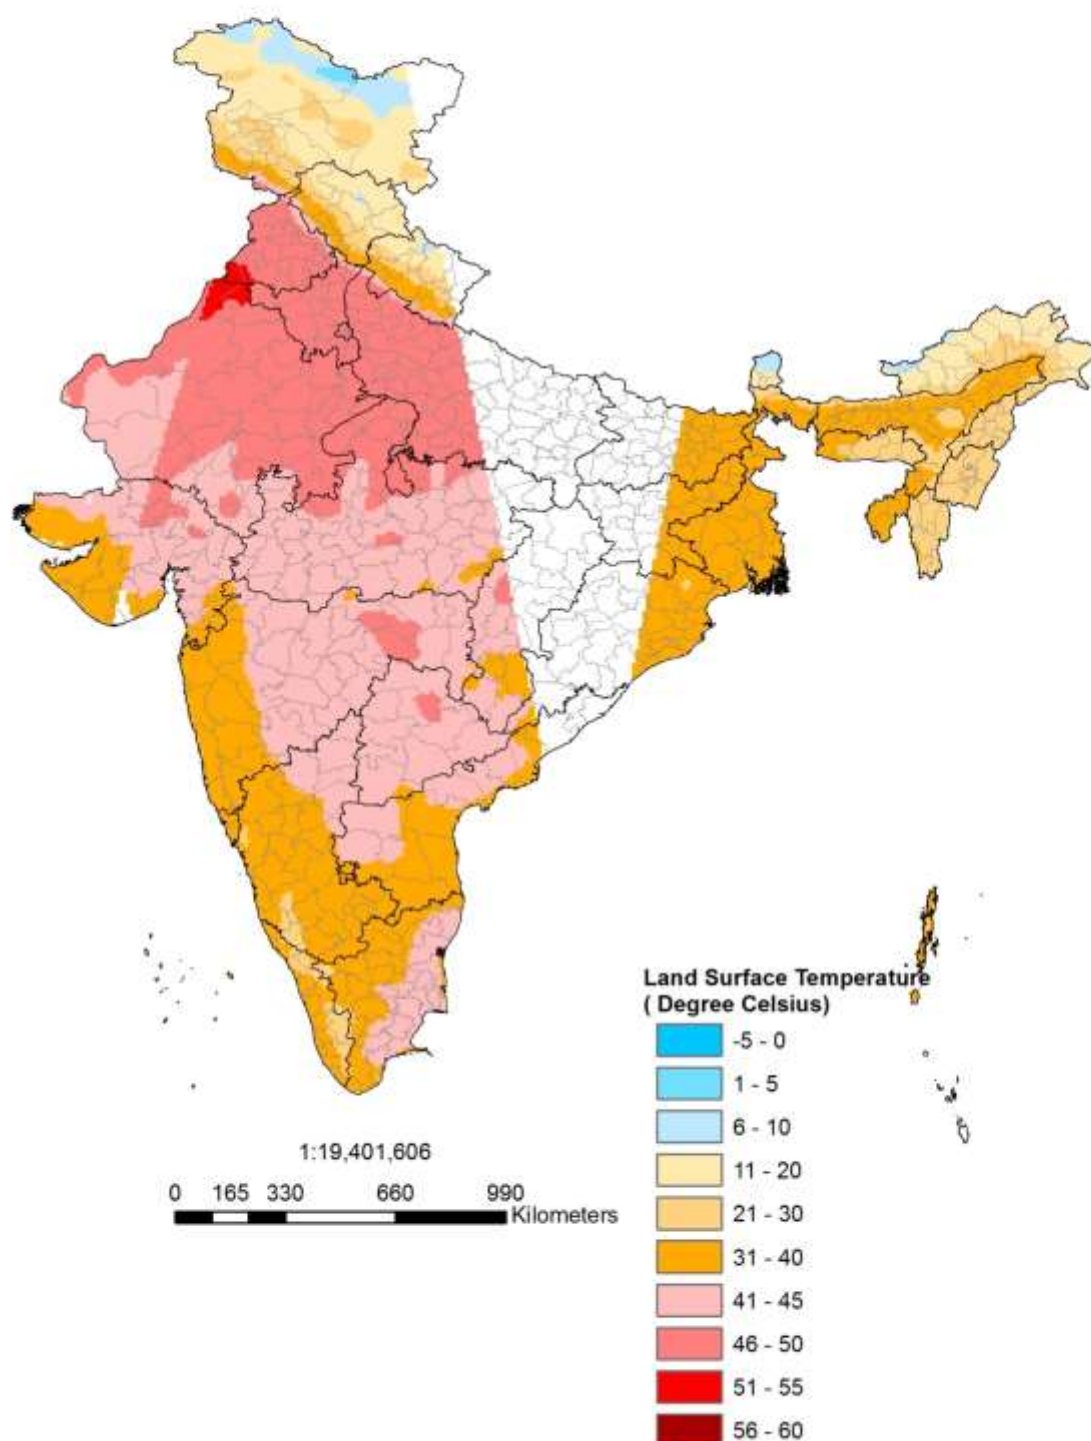 Land Surface Temperature
( Degree Celsius)
-5 - 0
1 - 5
6 - 10
11 - 20
21 - 30
31 - 40
41 - 45
46 - 50
51 - 55
56 - 60
1:19,401,606
0 165 330 660 990
Kilometers